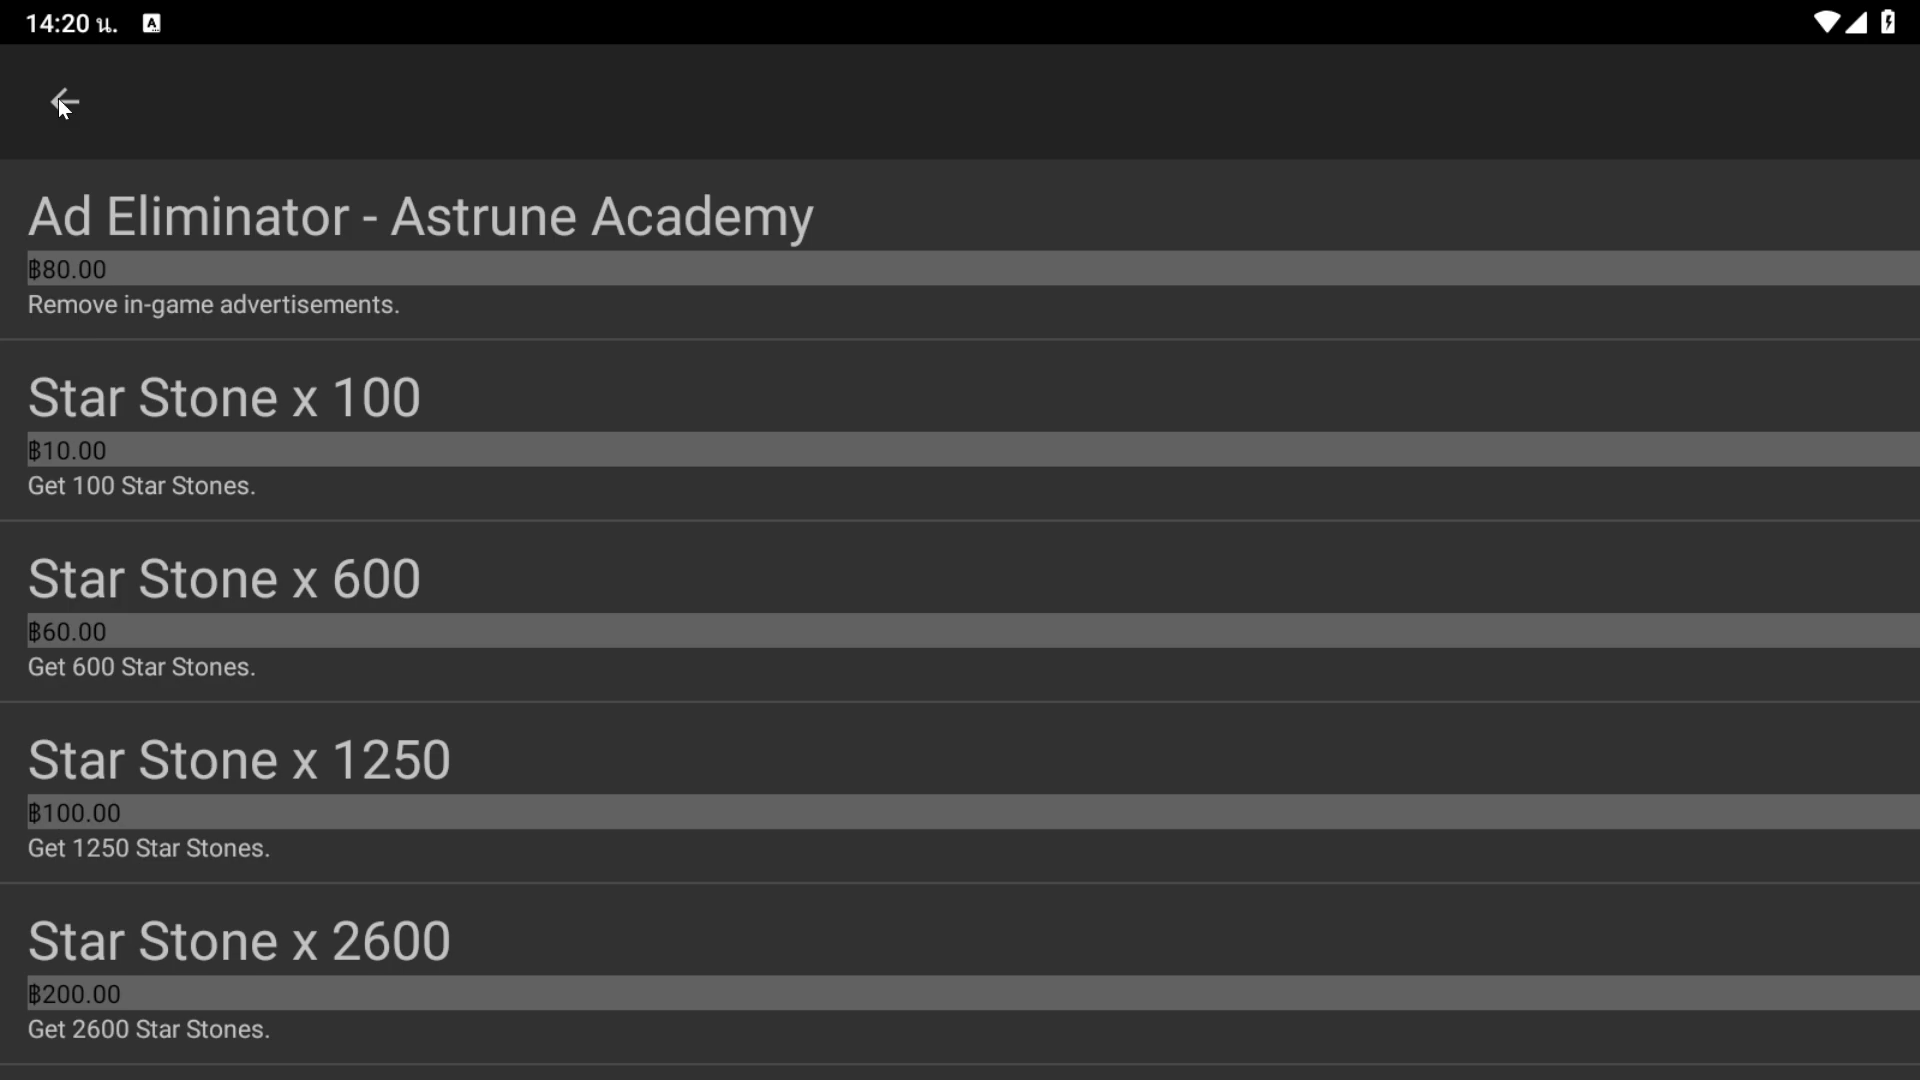 14:20 น.
A
Ad Eliminator - Astrune Academy
฿80.00
Remove in-game advertisements.
Star Stone x 100
฿10.00
Get 100 Star Stones.
Star Stone x 600
฿60.00
Get 600 Star Stones.
Star Stone x 1250
฿100.00
Get 1250 Star Stones.
Star Stone x 2600
฿200.00
Get 2600 Star Stones.